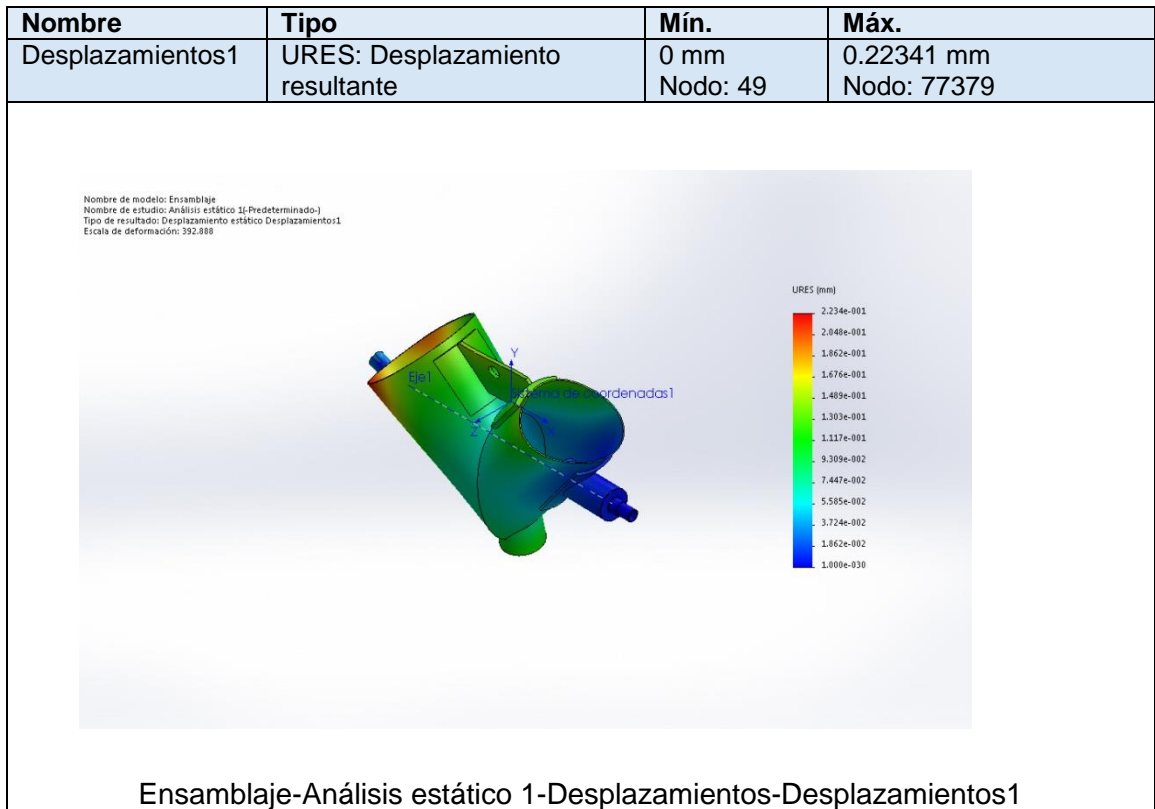 Nombre Tipo Mín. Máx.
Desplazamientos1 URES: Desplazamiento resultante 0 mm Nodo: 49 0.22341 mm Nodo: 77379
Nombre de modelo: Ensamblaje
Nombre de estudio: Análisis estático 1(-Predeterminado-)
Tipo de resultado: Desplazamiento estático Desplazamientos1
Escala de deformación: 392.888
URES (mm)
2.234e-001
2.048e-001
1.862e-001
1.676e-001
1.489e-001
1.303e-001
1.117e-001
9.309e-002
7.447e-002
5.585e-002
3.724e-002
1.862e-002
1.000e-030
Y
Eje1
Sistema de coordenadas1
Z
X
Ensamblaje-Análisis estático 1-Desplazamientos-Desplazamientos1